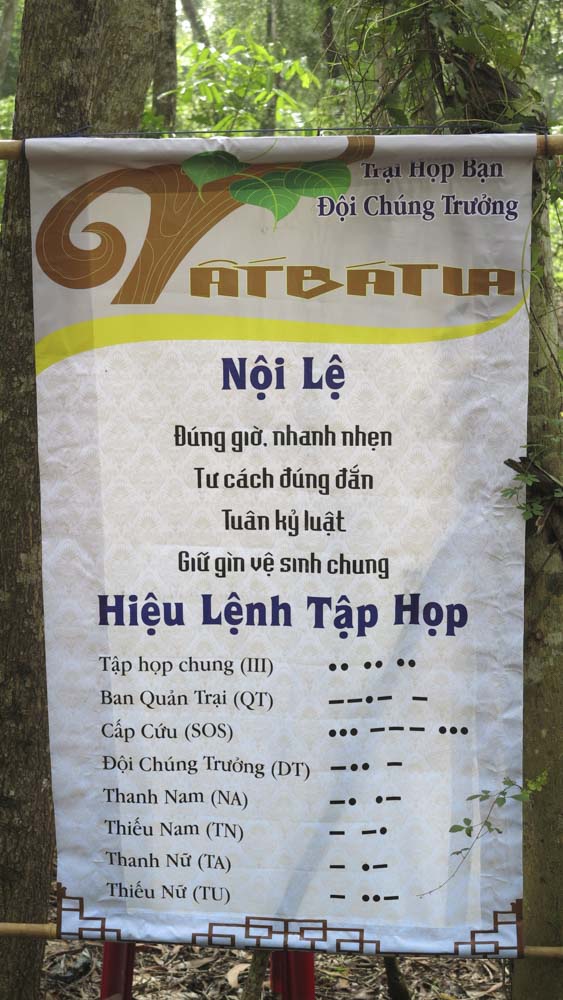 Trại Họp Bạn
Đội Chúng Trưởng
TẤT BÁT LA
Nội Lệ
Đúng giờ, nhanh nhẹn
Tư cách đúng đắn
Tuân kỷ luật
Giữ gìn vệ sinh chung
Hiệu Lệnh Tập Họp
Tập họp chung (III) •• •• ••
Ban Quản Trại (QT) — — • — —
Cấp Cứu (SOS) ••• — — — •••
Đội Chúng Trưởng (DT) — •• —
Thanh Nam (NA) — • • —
Thiếu Nam (TN) — — •
Thanh Nữ (TA) — • —
Thiếu Nữ (TU) — •• —